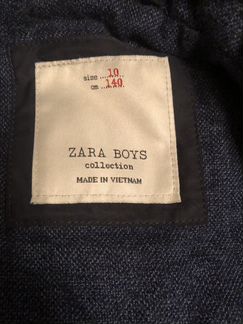 size ....10
cm ...140
ZARA BOYS
collection
MADE IN VIETNAM